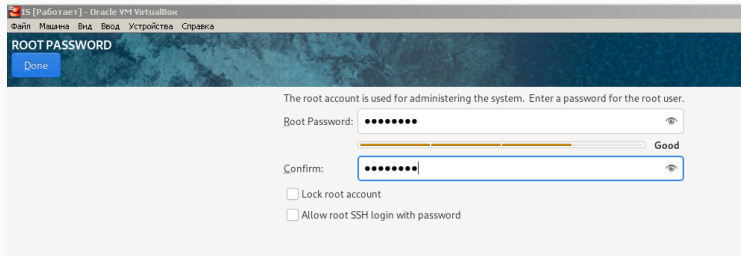 IS [Работает] - Oracle VM VirtualBox
Файл Машина Вид Ввод Устройства Справка
ROOT PASSWORD
Done
The root account is used for administering the system. Enter a password for the root user.
Root Password: ●●●●●●●●
Good
Confirm: ●●●●●●●●
Lock root account
Allow root SSH login with password